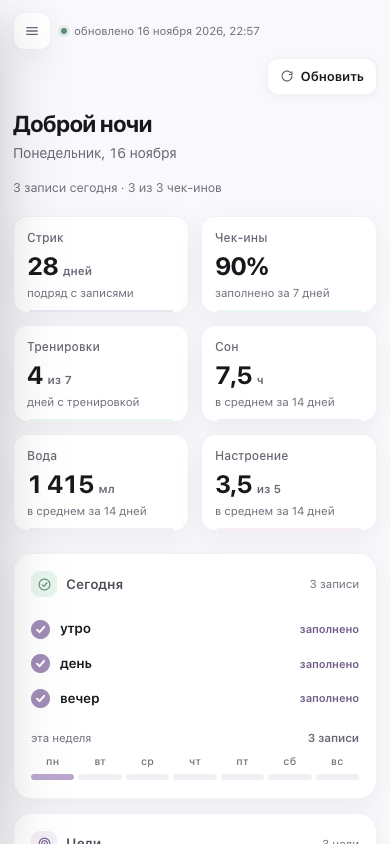 обновлено 16 ноября 2026, 22:57
Обновить
Доброй ночи
Понедельник, 16 ноября
3 записи сегодня · 3 из 3 чек-инов
Стрик
28 дней
подряд с записями
Чек-ины
90%
заполнено за 7 дней
Тренировки
4 из 7
дней с тренировкой
Сон
7,5 ч
в среднем за 14 дней
Вода
1 415 мл
в среднем за 14 дней
Настроение
3,5 из 5
в среднем за 14 дней
Сегодня 3 записи
утро заполнено
день заполнено
вечер заполнено
эта неделя 3 записи
пн вт ср чт пт сб вс
Цели 3 цели